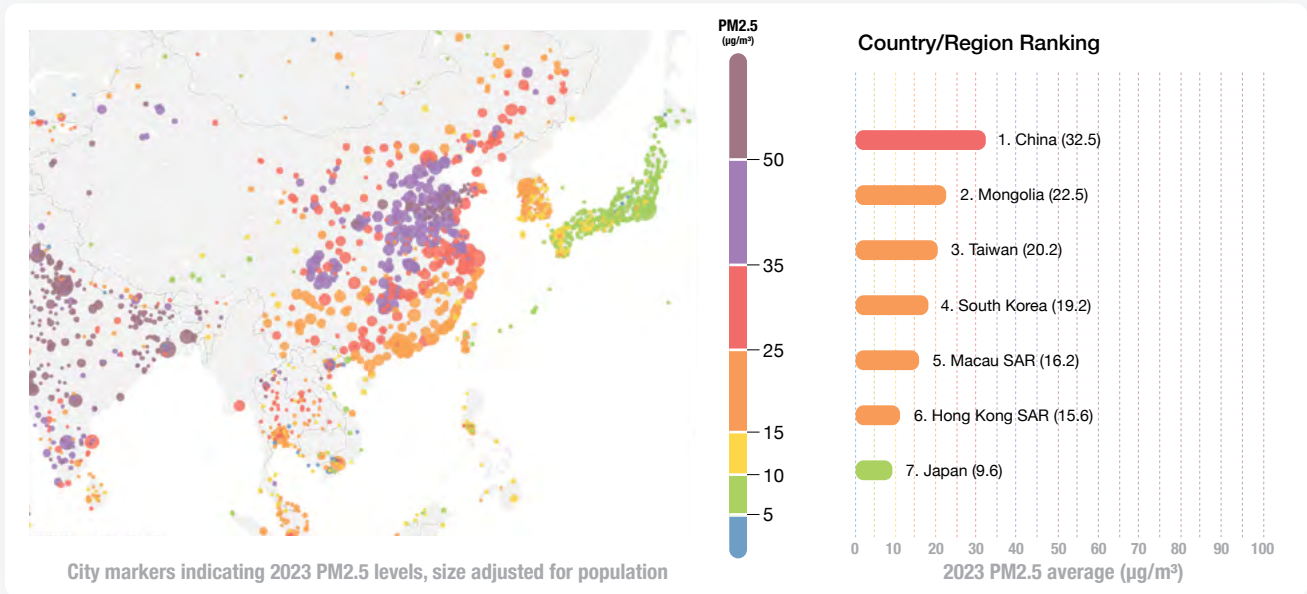 PM2.5
(µg/m³)
50
35
25
15
10
5
City markers indicating 2023 PM2.5 levels, size adjusted for population
Country/Region Ranking
1. China (32.5)
2. Mongolia (22.5)
3. Taiwan (20.2)
4. South Korea (19.2)
5. Macau SAR (16.2)
6. Hong Kong SAR (15.6)
7. Japan (9.6)
0 10 20 30 40 50 60 70 80 90 100
2023 PM2.5 average (µg/m³)